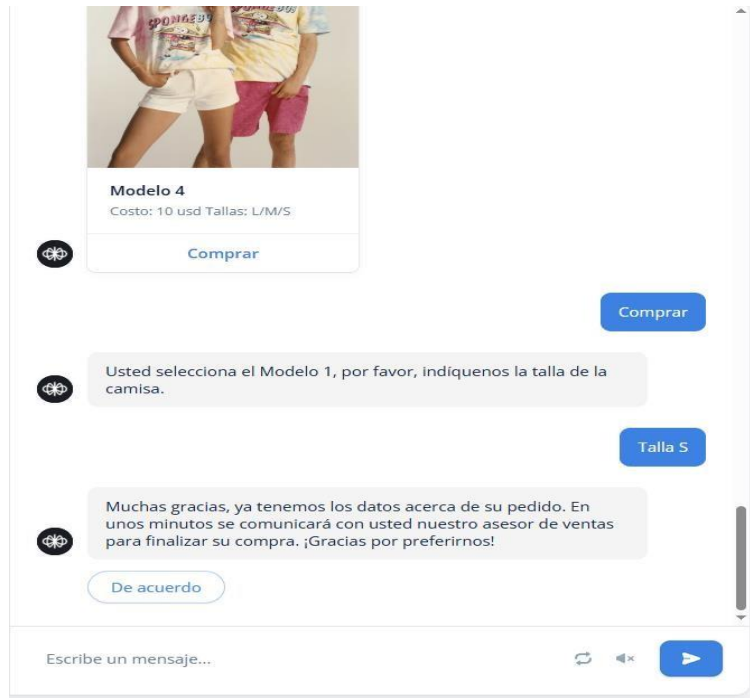 SPONGEBOB
Modelo 4
Costo: 10 usd Tallas: L/M/S
Comprar
Comprar
Usted selecciona el Modelo 1, por favor, indíquenos la talla de la
camisa.
Talla S
Muchas gracias, ya tenemos los datos acerca de su pedido. En
unos minutos se comunicará con usted nuestro asesor de ventas
para finalizar su compra. ¡Gracias por preferirnos!
De acuerdo
Escribe un mensaje...